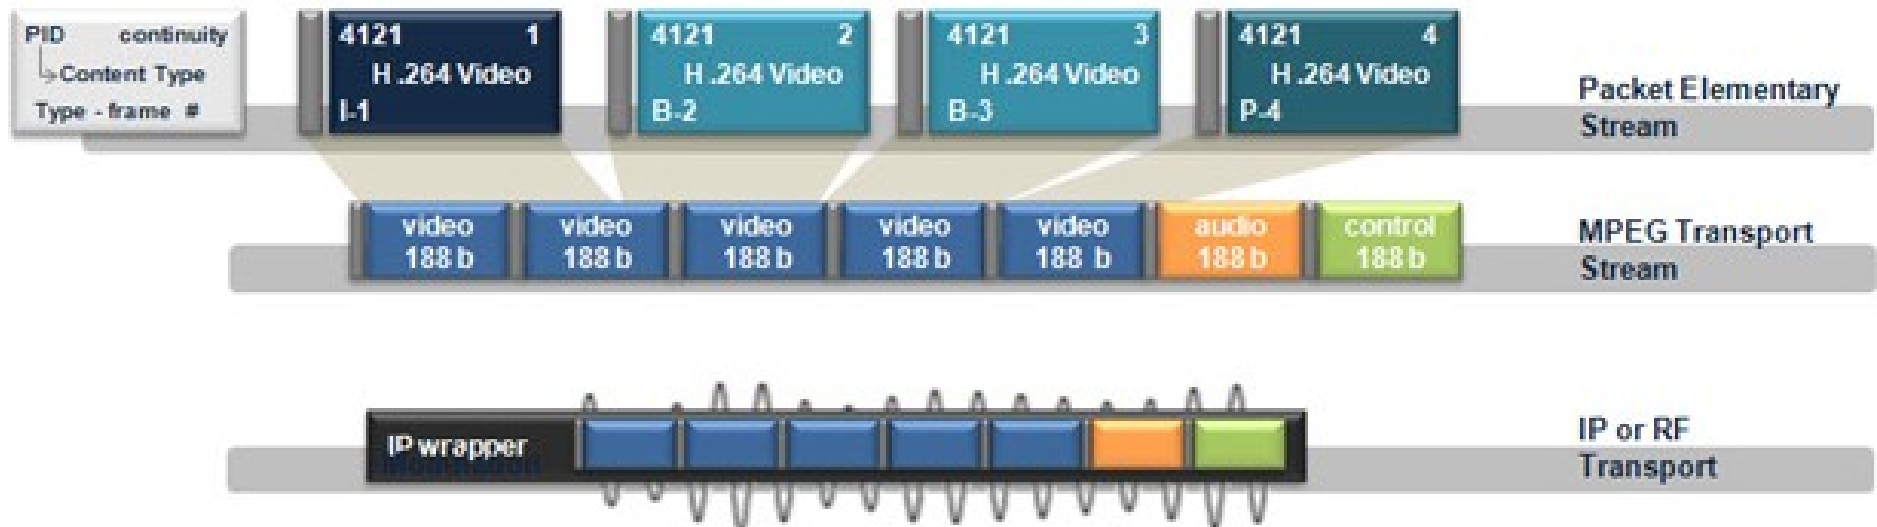 PID continuity
Content Type
Type - frame #
4121 1
H.264 Video
I-1
4121 2
H.264 Video
B-2
4121 3
H.264 Video
B-3
4121 4
H.264 Video
P-4
Packet Elementary
Stream
video
188 b
video
188 b
video
188 b
video
188 b
video
188 b
audio
188 b
control
188 b
MPEG Transport
Stream
IP wrapper
IP or RF
Transport